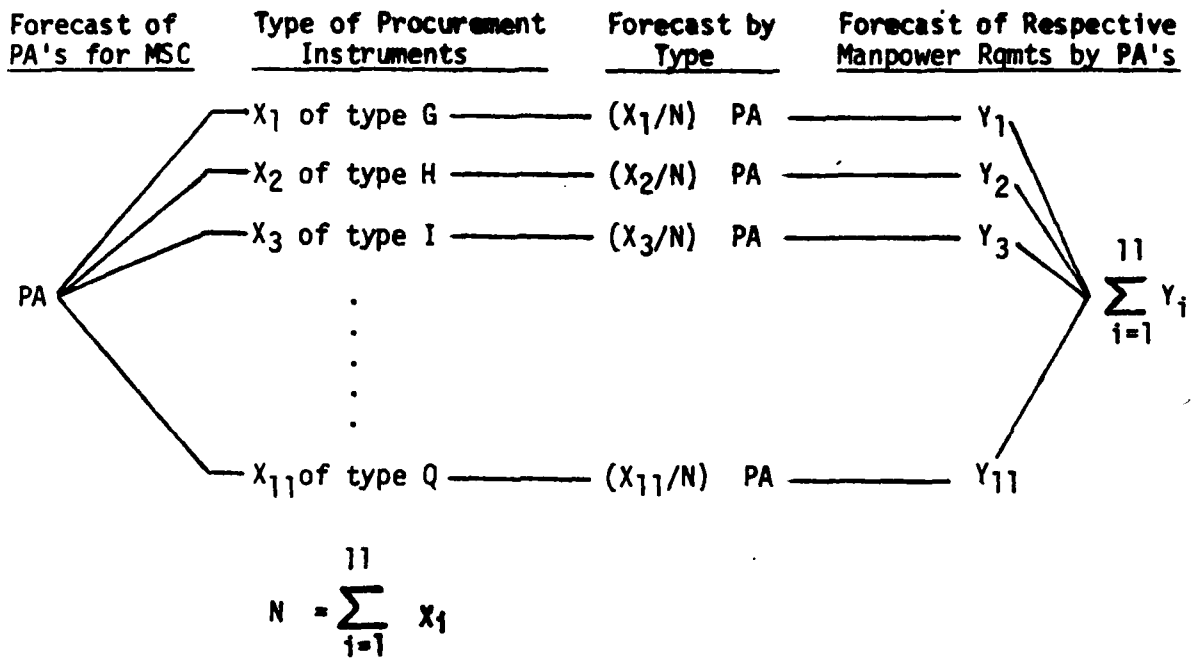 Forecast of PA's for MSC
Type of Procurement Instruments
Forecast by Type
Forecast of Respective Manpower Rqmts by PA's
X1 of type G (X1/N) PA Y1
X2 of type H (X2/N) PA Y2
X3 of type I (X3/N) PA Y3
PA
11
∑ Yi
i=1
X11 of type Q (X11/N) PA Y11
11
N = ∑ Xi
i=1